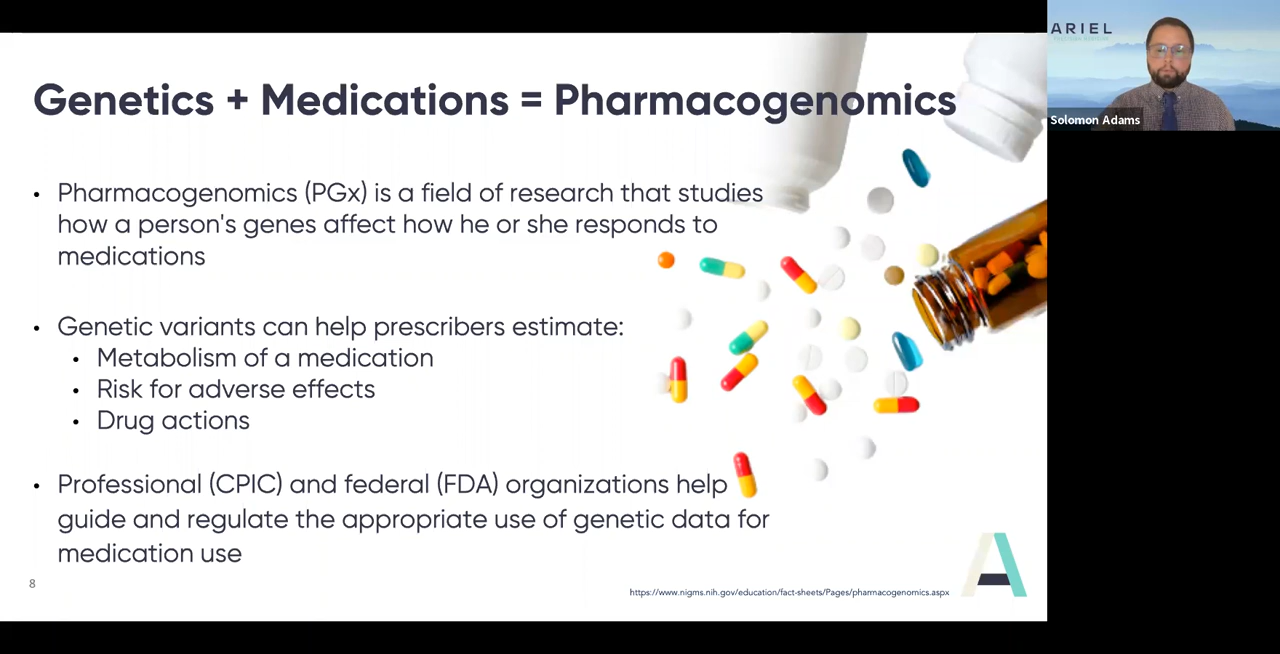 Genetics + Medications = Pharmacogenomics
• Pharmacogenomics (PGx) is a field of research that studies
how a person's genes affect how he or she responds to
medications
• Genetic variants can help prescribers estimate:
• Metabolism of a medication
• Risk for adverse effects
• Drug actions
• Professional (CPIC) and federal (FDA) organizations help
guide and regulate the appropriate use of genetic data for
medication use
8
https://www.nigms.nih.gov/education/fact-sheets/Pages/pharmacogenomics.aspx
A
ARIEL
Solomon Adams